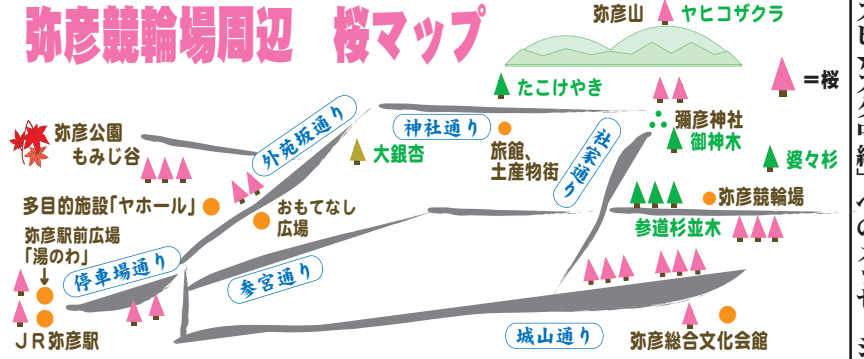 弥彦競輪場周辺 桜マップ
弥彦山
ヤヒコザクラ
=桜
たこけやき
彌彦神社
御神木
婆々杉
弥彦公園
もみじ谷
外苑坂通り
神社通り
大銀杏
旅館、
土産物街
社家通り
多目的施設「ヤホール」
おもてなし
広場
弥彦競輪場
参道杉並木
弥彦駅前広場
「湯のわ」
停車場通り
参宮通り
JR弥彦駅
城山通り
弥彦総合文化会館